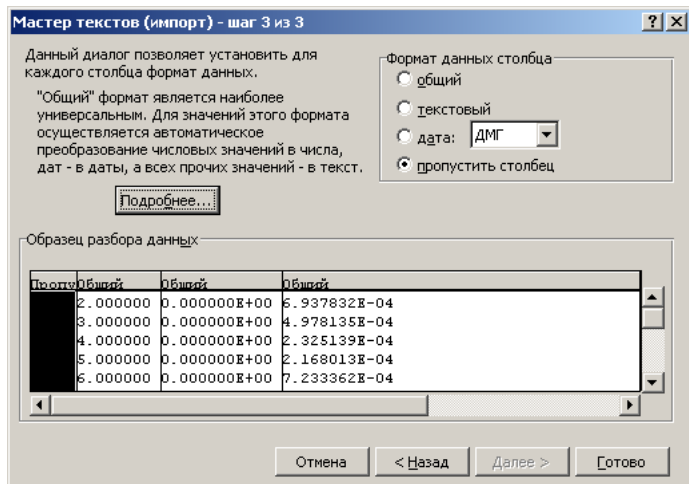 Мастер текстов (импорт) - шаг 3 из 3
Данный диалог позволяет установить для
каждого столбца формат данных.
"Общий" формат является наиболее
универсальным. Для значений этого формата
осуществляется автоматическое
преобразование числовых значений в числа,
дат - в даты, а всех прочих значений - в текст.
Подробнее...
Формат данных столбца
общий
текстовый
дата: ДМГ
пропустить столбец
Образец разбора данных
Пропу Общий Общий Общий
2.000000 0.000000E+00 6.937832E-04
3.000000 0.000000E+00 4.978135E-04
4.000000 0.000000E+00 2.325139E-04
5.000000 0.000000E+00 2.168013E-04
6.000000 0.000000E+00 7.233362E-04
Отмена < Назад Далее > Готово